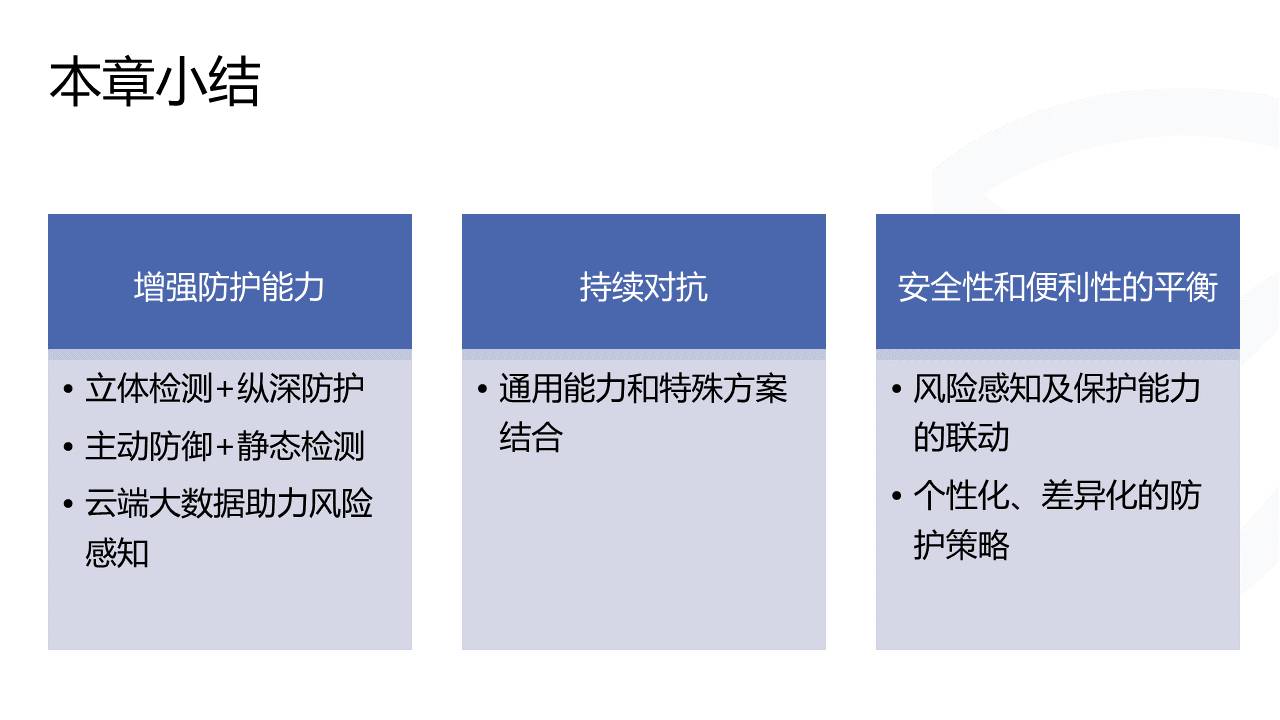 本章小结
增强防护能力
• 立体检测+纵深防护
• 主动防御+静态检测
• 云端大数据助力风险
感知
持续对抗
• 通用能力和特殊方案
结合
安全性和便利性的平衡
• 风险感知及保护能力
的联动
• 个性化、差异化的防
护策略